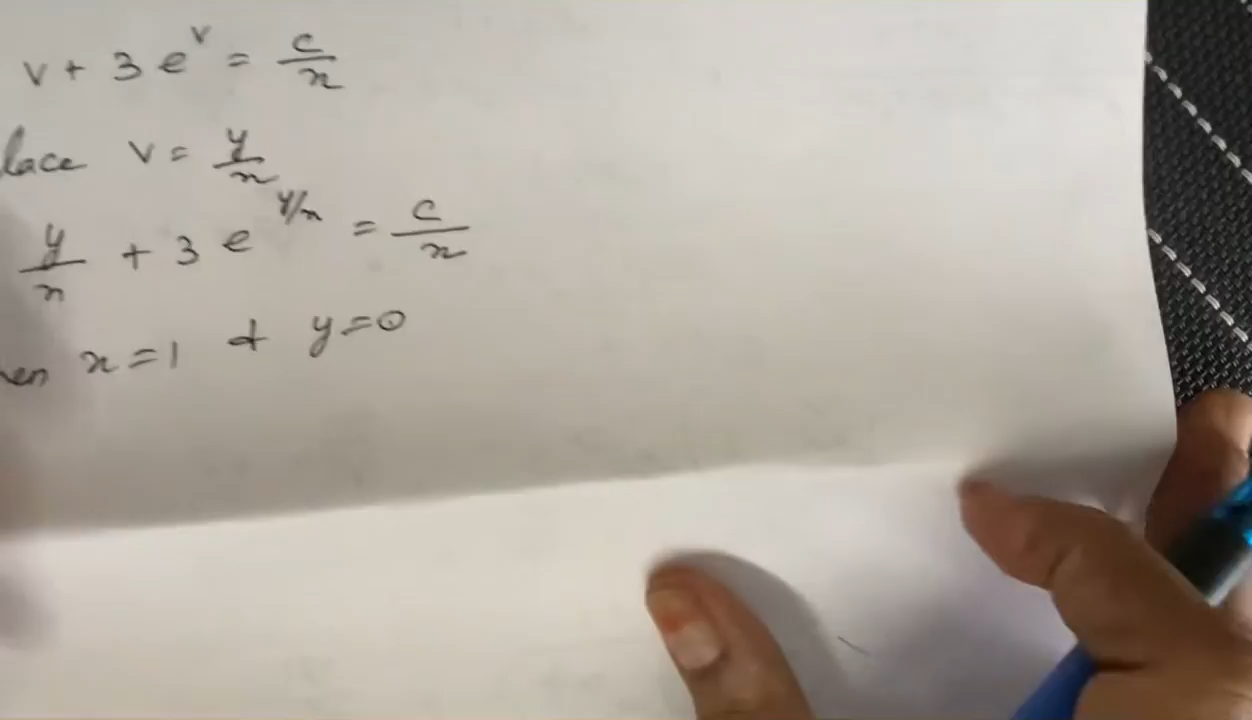 v + 3 e^v = c/x
lace v = y/x
y/x + 3 e^y/x = c/x
en x = 1 & y = 0